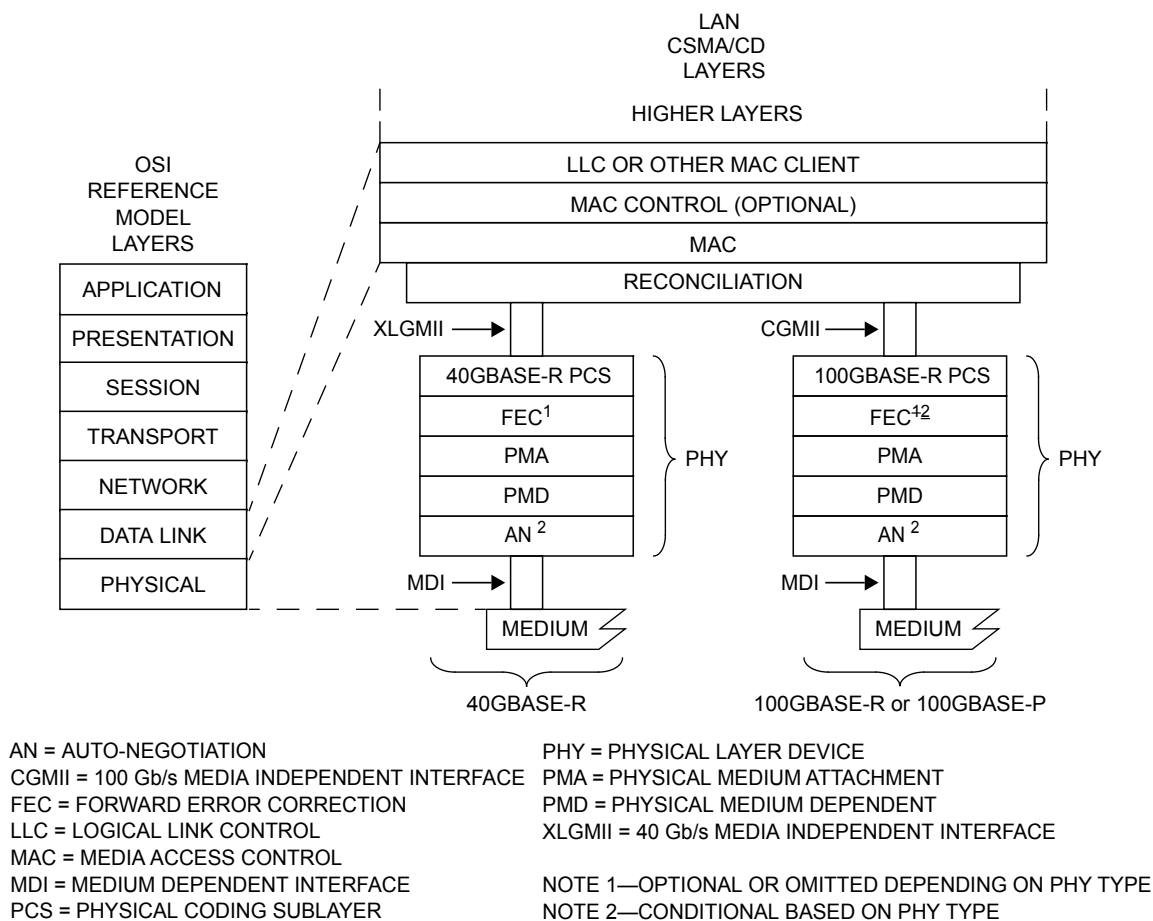 LAN
CSMA/CD
LAYERS
HIGHER LAYERS
LLC OR OTHER MAC CLIENT
MAC CONTROL (OPTIONAL)
MAC
RECONCILIATION
OSI
REFERENCE
MODEL
LAYERS
APPLICATION
PRESENTATION
SESSION
TRANSPORT
NETWORK
DATA LINK
PHYSICAL
XLGMII
40GBASE-R PCS
FEC1
PMA
PMD
AN 2
PHY
MDI
MEDIUM
40GBASE-R
CGMII
100GBASE-R PCS
FEC12
PMA
PMD
AN 2
PHY
MDI
MEDIUM
100GBASE-R or 100GBASE-P
AN = AUTO-NEGOTIATION
CGMII = 100 Gb/s MEDIA INDEPENDENT INTERFACE
FEC = FORWARD ERROR CORRECTION
LLC = LOGICAL LINK CONTROL
MAC = MEDIA ACCESS CONTROL
MDI = MEDIUM DEPENDENT INTERFACE
PCS = PHYSICAL CODING SUBLAYER
PHY = PHYSICAL LAYER DEVICE
PMA = PHYSICAL MEDIUM ATTACHMENT
PMD = PHYSICAL MEDIUM DEPENDENT
XLGMII = 40 Gb/s MEDIA INDEPENDENT INTERFACE
NOTE 1—OPTIONAL OR OMITTED DEPENDING ON PHY TYPE
NOTE 2—CONDITIONAL BASED ON PHY TYPE